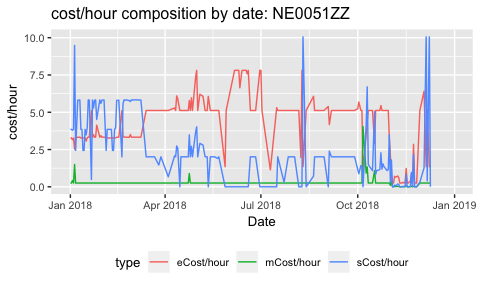 cost/hour composition by date: NE0051ZZ
10.0
7.5
5.0
2.5
0.0
cost/hour
Jan 2018 Apr 2018 Jul 2018 Oct 2018 Jan 2019
Date
type eCost/hour mCost/hour sCost/hour